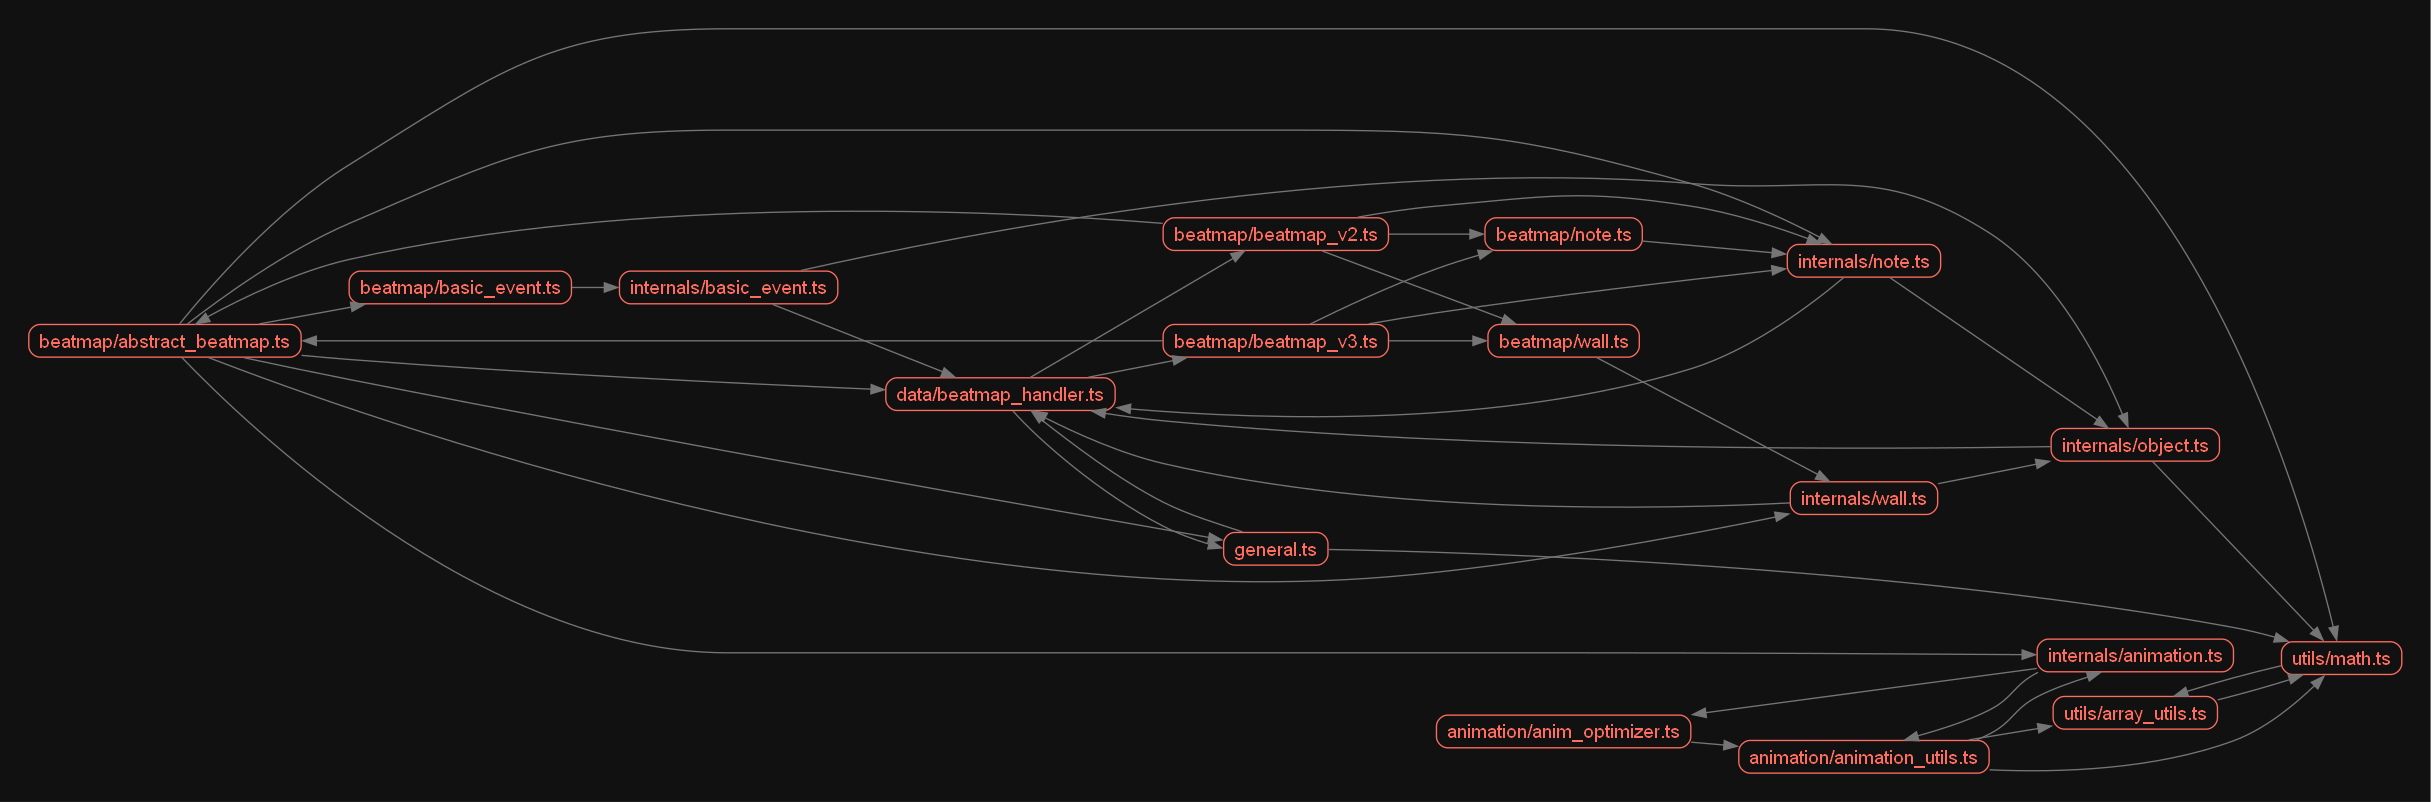 beatmap/beatmap_v2.ts
beatmap/note.ts
internals/note.ts
beatmap/basic_event.ts
internals/basic_event.ts
beatmap/abstract_beatmap.ts
beatmap/beatmap_v3.ts
beatmap/wall.ts
data/beatmap_handler.ts
internals/object.ts
internals/wall.ts
general.ts
internals/animation.ts
utils/math.ts
utils/array_utils.ts
animation/anim_optimizer.ts
animation/animation_utils.ts